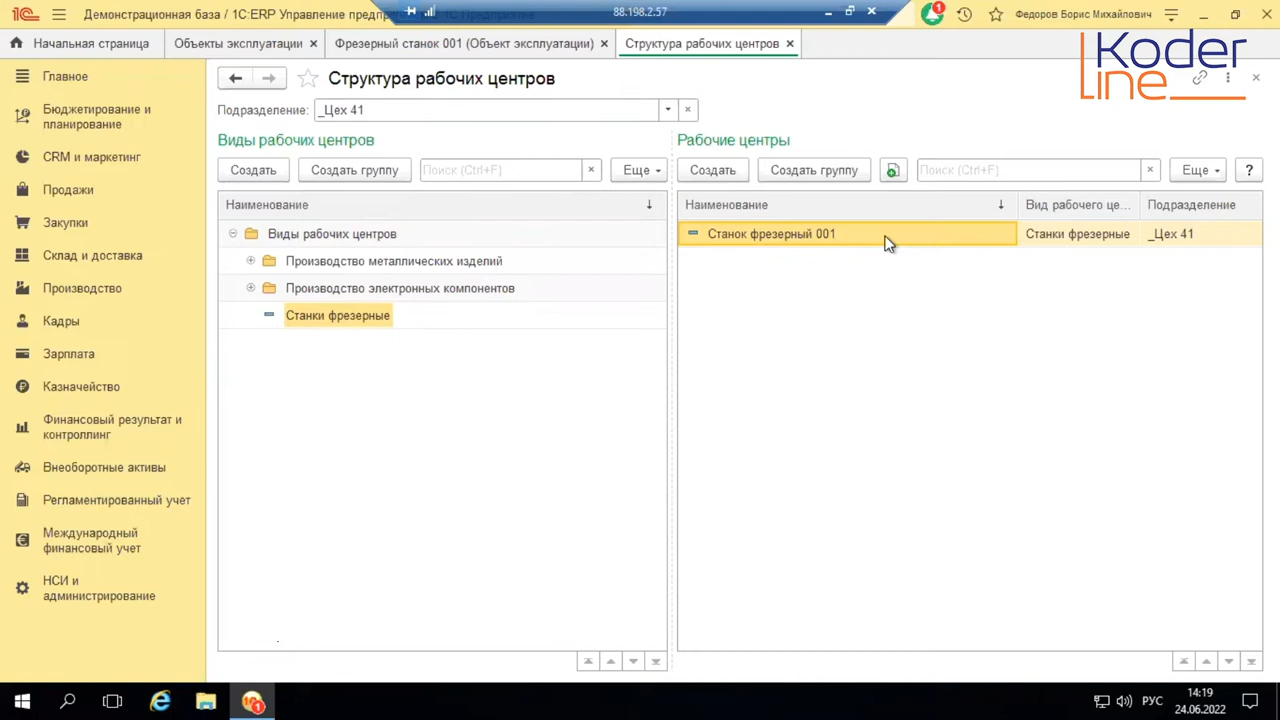 Демонстрационная база / 1С:ERP Управление предпр
1С Предприятие
88.198.2.57
1
Федоров Борис Михайлович
Начальная страница
Объекты эксплуатации
Фрезерный станок 001 (Объект эксплуатации)
Структура рабочих центров
Koder
line
Главное
Бюджетирование и
планирование
CRM и маркетинг
Продажи
Закупки
Склад и доставка
Производство
Кадры
Зарплата
Казначейство
Финансовый результат и
контроллинг
Внеоборотные активы
Регламентированный учет
Международный
финансовый учет
НСИ и
администрирование
Структура рабочих центров
Подразделение: _Цех 41
Виды рабочих центров
Создать Создать группу Поиск (Ctrl+F) × Еще
Наименование
Виды рабочих центров
Производство металлических изделий
Производство электронных компонентов
Станки фрезерные
Рабочие центры
Создать Создать группу Поиск (Ctrl+F) × Еще ?
Наименование Вид рабочего це... Подразделение
Станок фрезерный 001 Станки фрезерные _Цех 41
РУС
14:19
24.06.2022